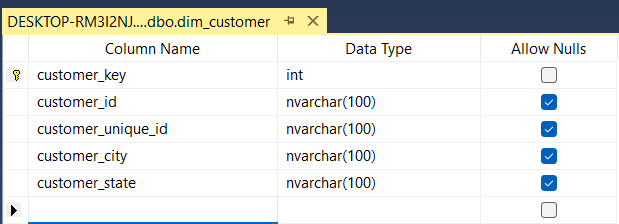 DESKTOP-RM3I2NJ....dbo.dim_customer
Column Name Data Type Allow Nulls
customer_key int
customer_id nvarchar(100)
customer_unique_id nvarchar(100)
customer_city nvarchar(100)
customer_state nvarchar(100)